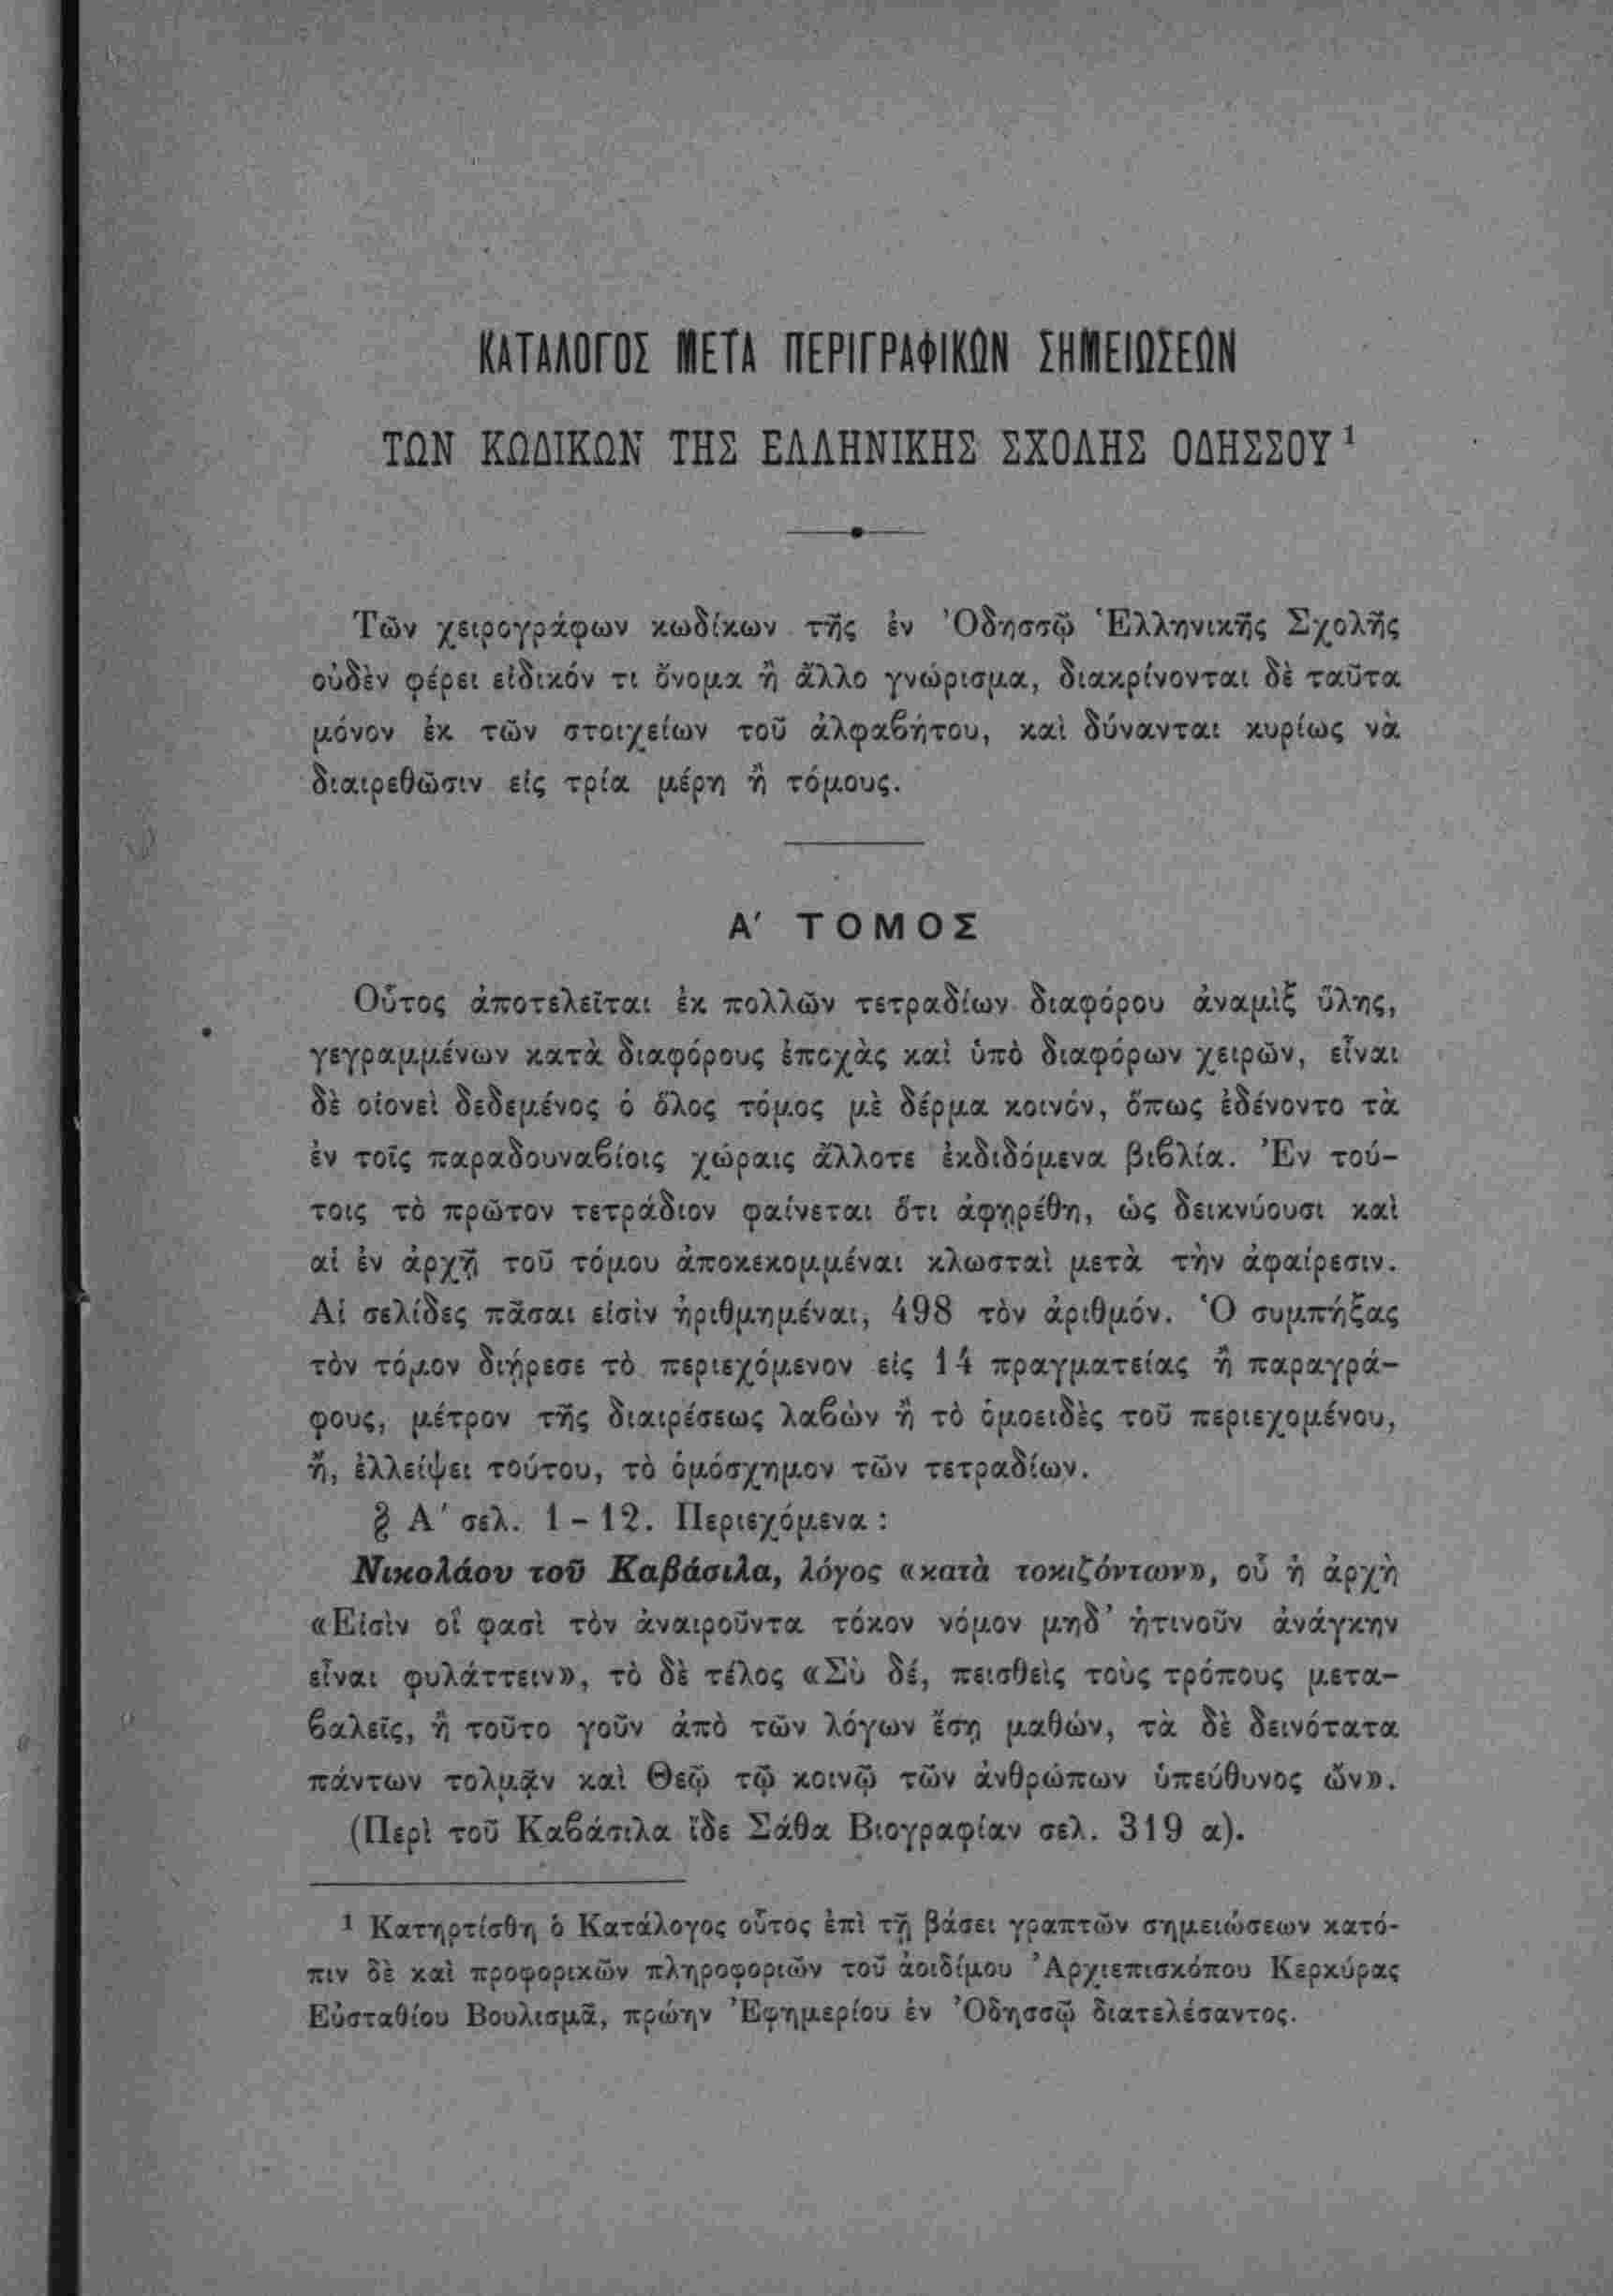 ΚΑΤΑΛΟΓΟΣ ΜΕΤΑ ΠΕΡΙΓΡΑΦΙΚΩΝ ΣΗΜΕΙΩΣΕΩΝ
ΤΩΝ ΚΩΔΙΚΩΝ ΤΗΣ ΕΛΛΗΝΙΚΗΣ ΣΧΟΛΗΣ ΟΔΗΣΣΟΥ ¹
Τῶν χειρογράφων κωδίκων τῆς ἐν Ὀδησσῷ Ἑλληνικῆς Σχολῆς
οὐδὲν φέρει εἰδικόν τι ὄνομα ἢ ἄλλο γνώρισμα, διακρίνονται δὲ ταῦτα
μόνον ἐκ τῶν στοιχείων τοῦ ἀλφαβήτου, καὶ δύνανται κυρίως νὰ
διαιρεθῶσιν εἰς τρία μέρη ἢ τόμους.
Α΄ ΤΟΜΟΣ
Οὗτος ἀποτελεῖται ἐκ πολλῶν τετραδίων διαφόρου ἀναμὶξ ὕλης,
γεγραμμένων κατὰ διαφόρους ἐποχὰς καὶ ὑπὸ διαφόρων χειρῶν, εἶναι
δὲ οἱονεὶ δεδεμένος ὁ ὅλος τόμος μὲ δέρμα κοινόν, ὅπως ἐδένοντο τὰ
ἐν τοῖς παραδουναβίοις χώραις ἄλλοτε ἐκδιδόμενα βιβλία. Ἐν τού-
τοις τὸ πρῶτον τετράδιον φαίνεται ὅτι ἀφῃρέθη, ὡς δεικνύουσι καὶ
αἱ ἐν ἀρχῇ τοῦ τόμου ἀποκεκομμέναι κλωσταὶ μετὰ τὴν ἀφαίρεσιν.
Αἱ σελίδες πᾶσαι εἰσὶν ἠριθμημέναι, 498 τὸν ἀριθμόν. Ὁ συμπήξας
τὸν τόμον διῄρεσε τὸ περιεχόμενον εἰς 14 πραγματείας ἢ παραγρά-
φους, μέτρον τῆς διαιρέσεως λαβὼν ἢ τὸ ὁμοειδὲς τοῦ περιεχομένου,
ἤ, ἐλλείψει τούτου, τὸ ὁμόσχημον τῶν τετραδίων.
§ Α΄ σελ. 1 – 12. Περιεχόμενα :
Νικολάου τοῦ Καβάσιλα, λόγος «κατὰ τοκιζόντων», οὗ ἡ ἀρχὴ
«Εἰσὶν οἵ φασὶ τὸν ἀναιροῦντα τόκον νόμον μηδ’ ἡτινοῦν ἀνάγκην
εἶναι φυλάττειν», τὸ δὲ τέλος «Σὺ δέ, πεισθεὶς τοὺς τρόπους μετα-
βαλεῖς, ἢ τοῦτο γοῦν ἀπὸ τῶν λόγων ἔσῃ μαθών, τὰ δὲ δεινότατα
πάντων τολμᾷν καὶ Θεῷ τῷ κοινῷ τῶν ἀνθρώπων ὑπεύθυνος ὤν».
(Περὶ τοῦ Καβάσιλα ἴδε Σάθα Βιογραφίαν σελ. 319 α).
¹ Κατηρτίσθη ὁ Κατάλογος οὗτος ἐπὶ τῇ βάσει γραπτῶν σημειώσεων κατό-
πιν δὲ καὶ προφορικῶν πληροφοριῶν τοῦ ἀοιδίμου Ἀρχιεπισκόπου Κερκύρας
Εὐσταθίου Βουλισμᾶ, πρώην Ἐφημερίου ἐν Ὀδησσῷ διατελέσαντος.